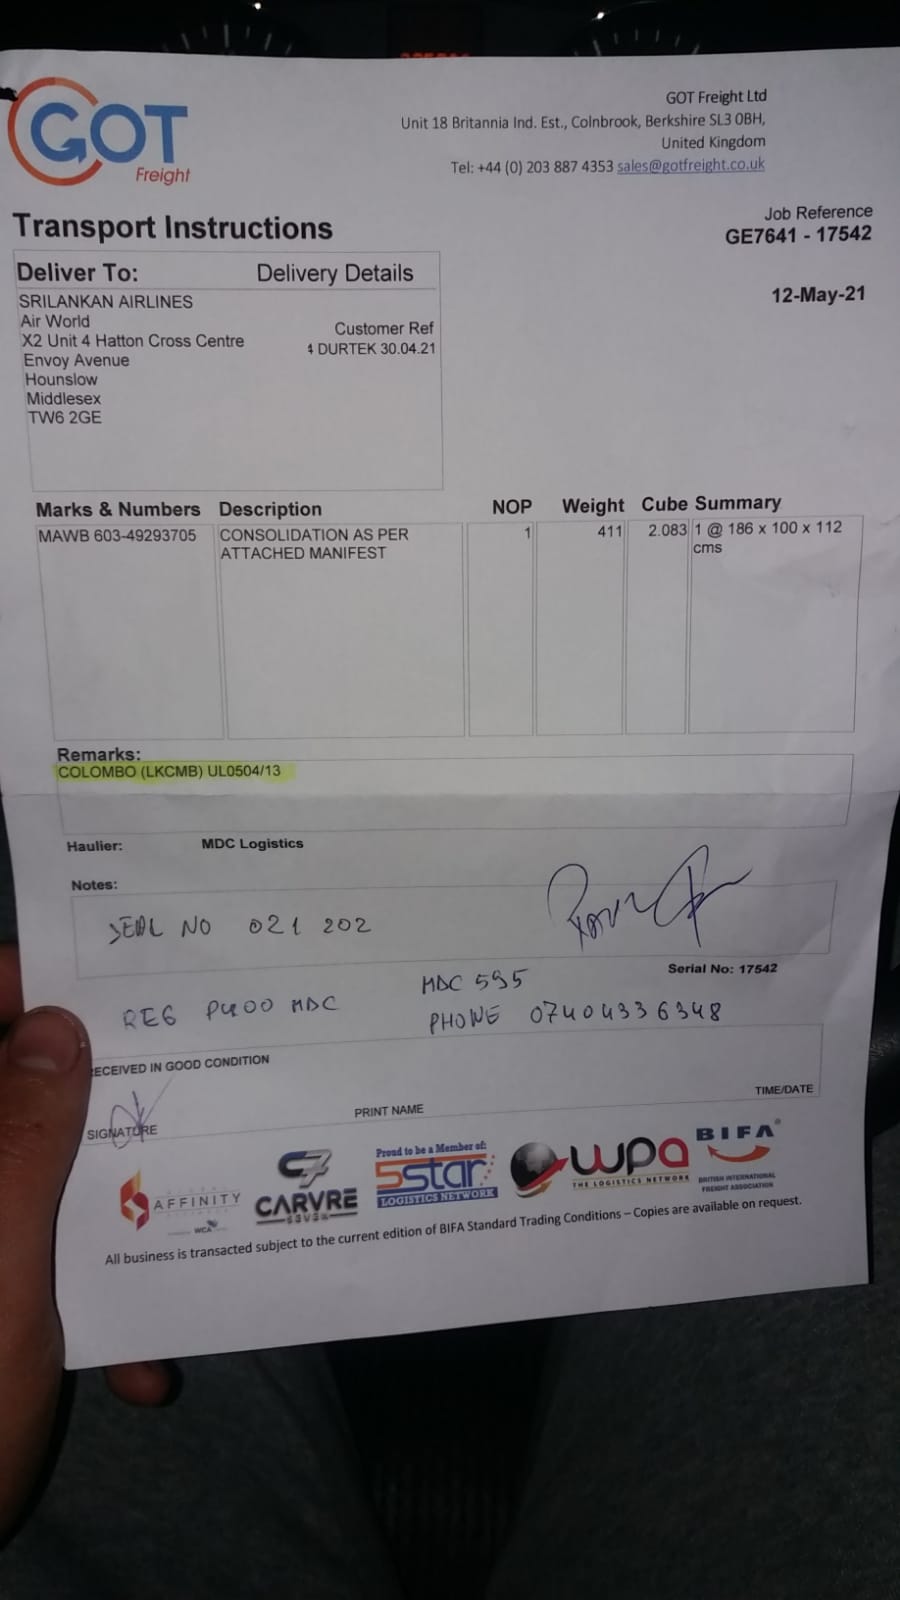 GOT
Freight
GOT Freight Ltd
Unit 18 Britannia Ind. Est., Colnbrook, Berkshire SL3 0BH,
United Kingdom
Tel: +44 (0) 203 887 4353 sales@gotfreight.co.uk
Transport Instructions
Job Reference
GE7641 - 17542
12-May-21
Deliver To: Delivery Details
SRILANKAN AIRLINES
Air World
X2 Unit 4 Hatton Cross Centre
Envoy Avenue
Hounslow
Middlesex
TW6 2GE
Customer Ref
DURTEK 30.04.21
Marks & Numbers Description NOP Weight Cube Summary
MAWB 603-49293705 CONSOLIDATION AS PER 1 411 2.083 1 @ 186 x 100 x 112
ATTACHED MANIFEST cms
Remarks:
COLOMBO (LKCMB) UL0504/13
Haulier: MDC Logistics
Notes:
SEAL NO 021 202
Serial No: 17542
REG P400 MDC MDC 595
PHONE 07404336348
RECEIVED IN GOOD CONDITION
SIGNATURE PRINT NAME TIME/DATE
AFFINITY
WCA
C7
CARVRE
SEVEN
Proud to be a Member of:
5star
LOGISTICS NETWORK
wpa
THE LOGISTICS NETWORK
BIFA
BRITISH INTERNATIONAL
FREIGHT ASSOCIATION
All business is transacted subject to the current edition of BIFA Standard Trading Conditions – Copies are available on request.